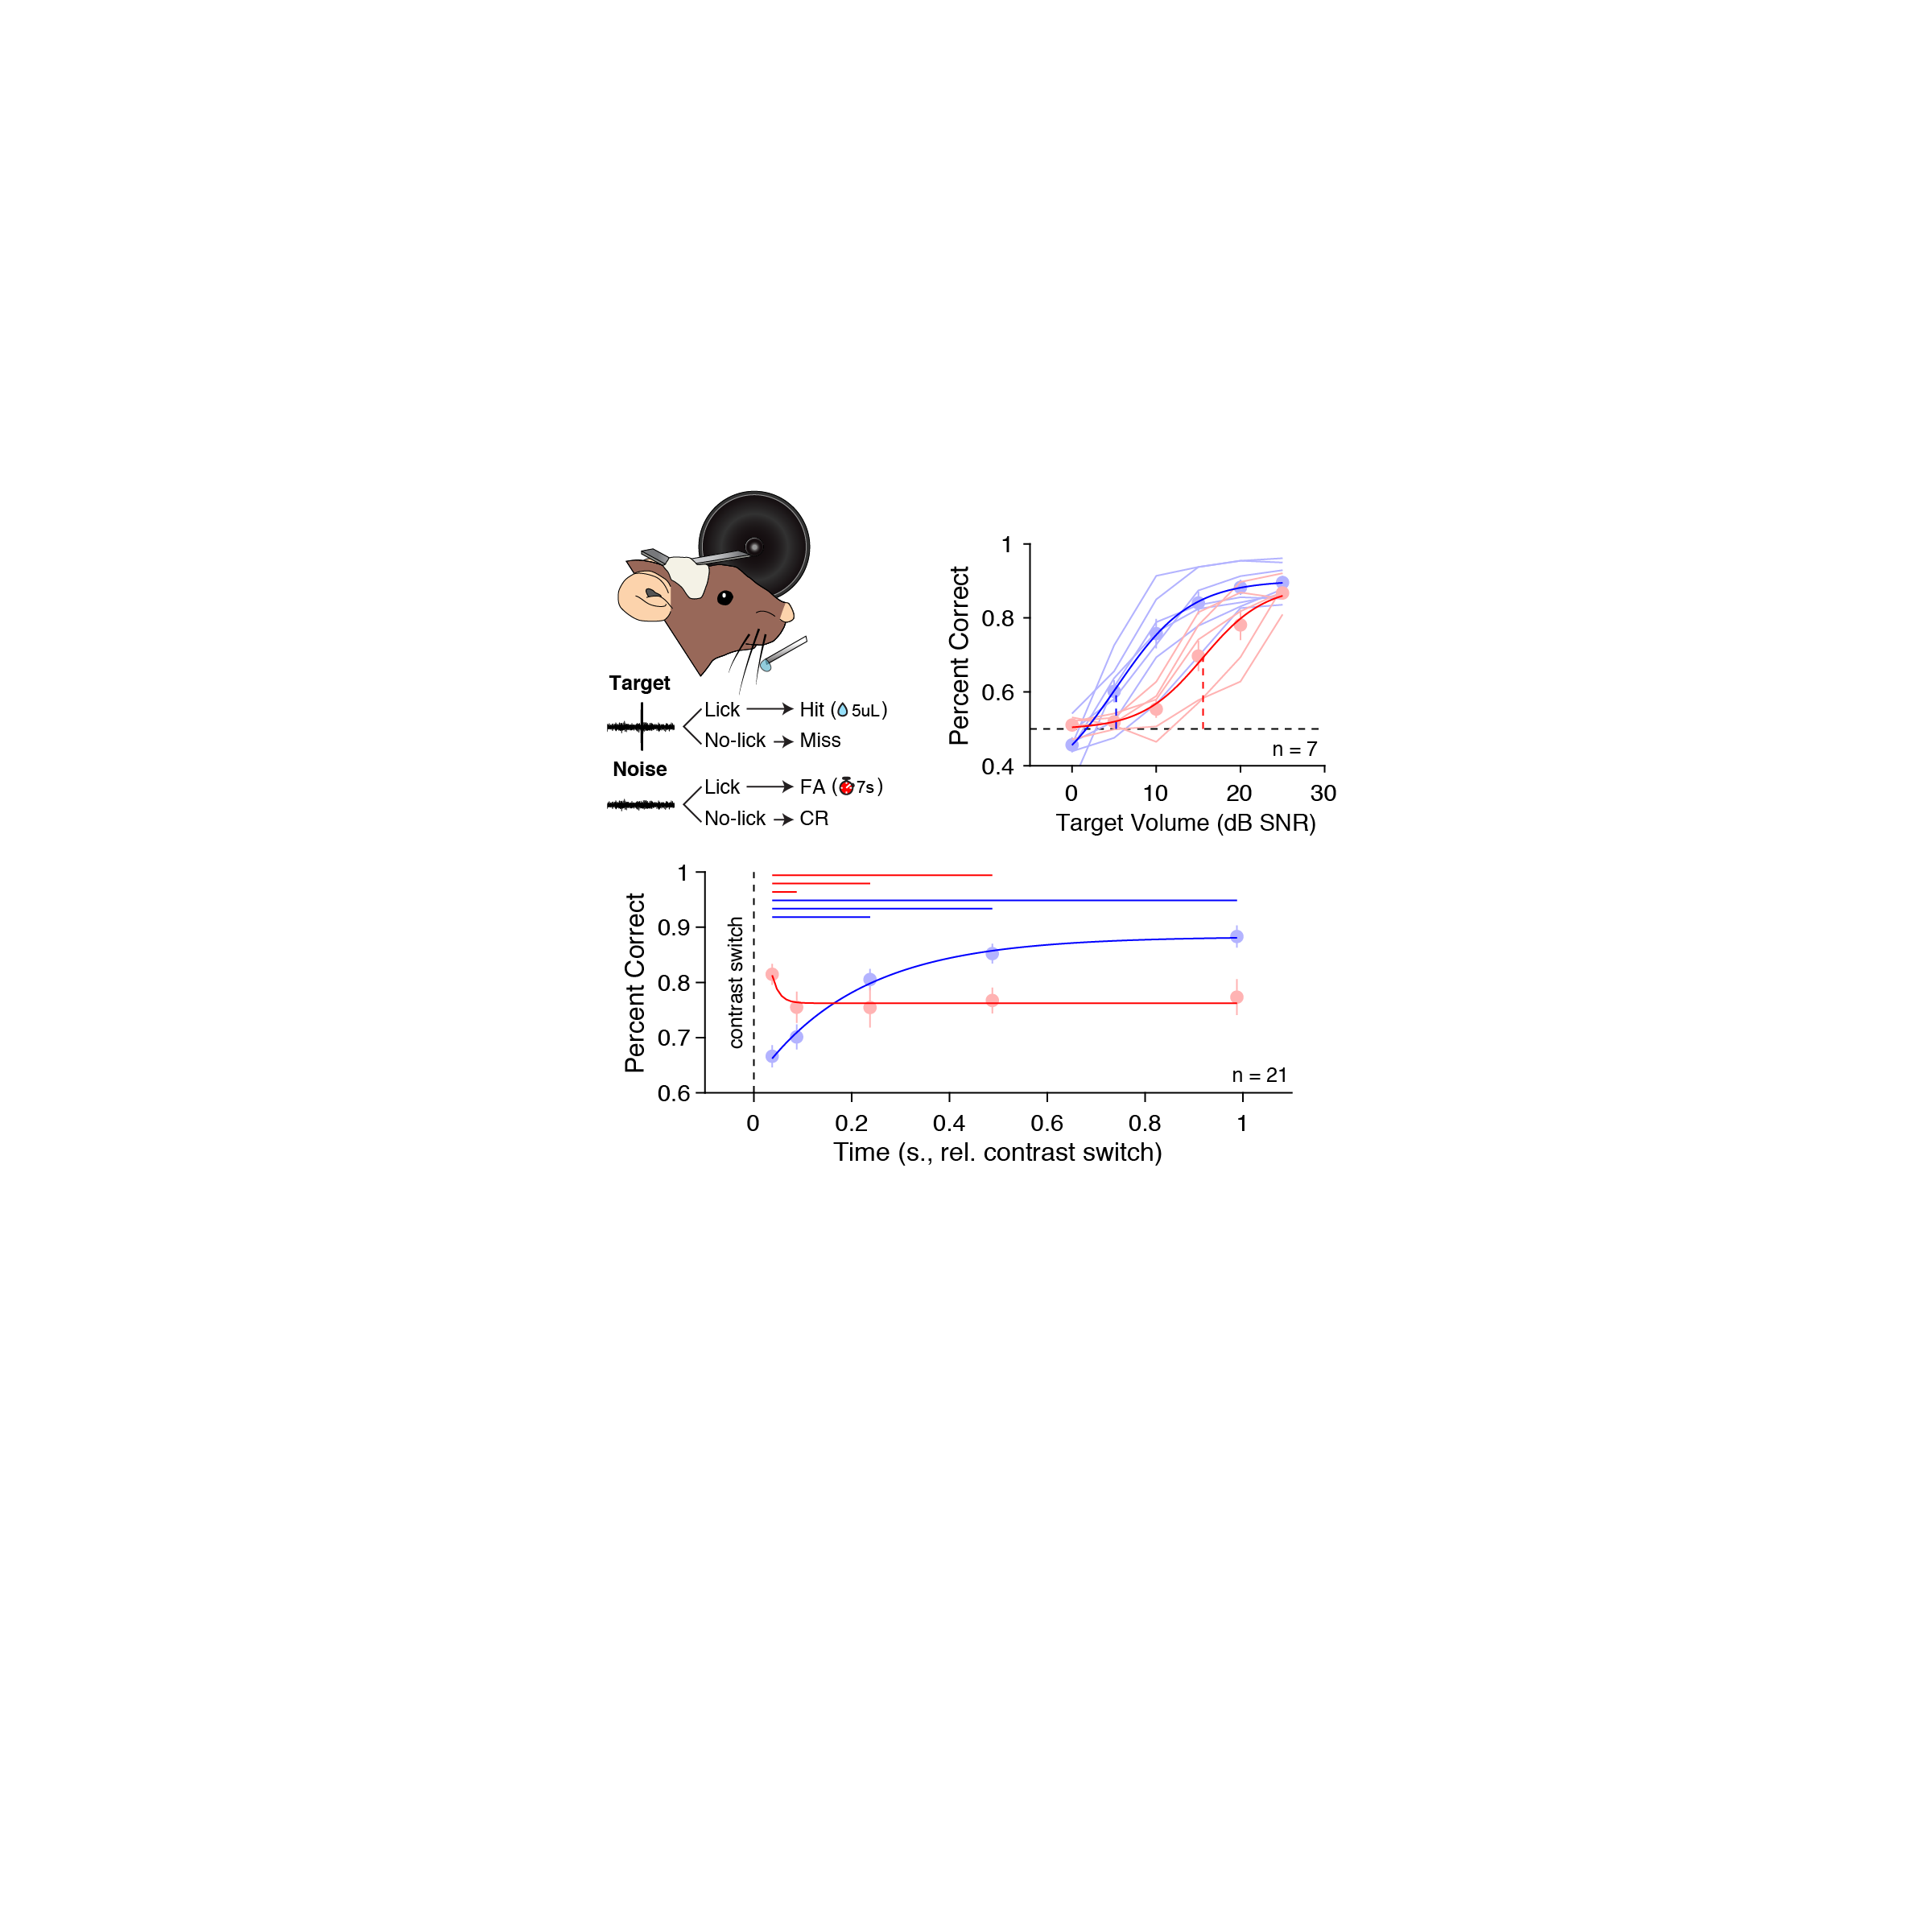 Target
Lick → Hit (5uL)
No-lick → Miss
Noise
Lick → FA (7s)
No-lick → CR
Percent Correct
1
0.8
0.6
0.4
n = 7
0 10 20 30
Target Volume (dB SNR)
Percent Correct
1
0.9
0.8
0.7
0.6
contrast switch
n = 21
0 0.2 0.4 0.6 0.8 1
Time (s., rel. contrast switch)